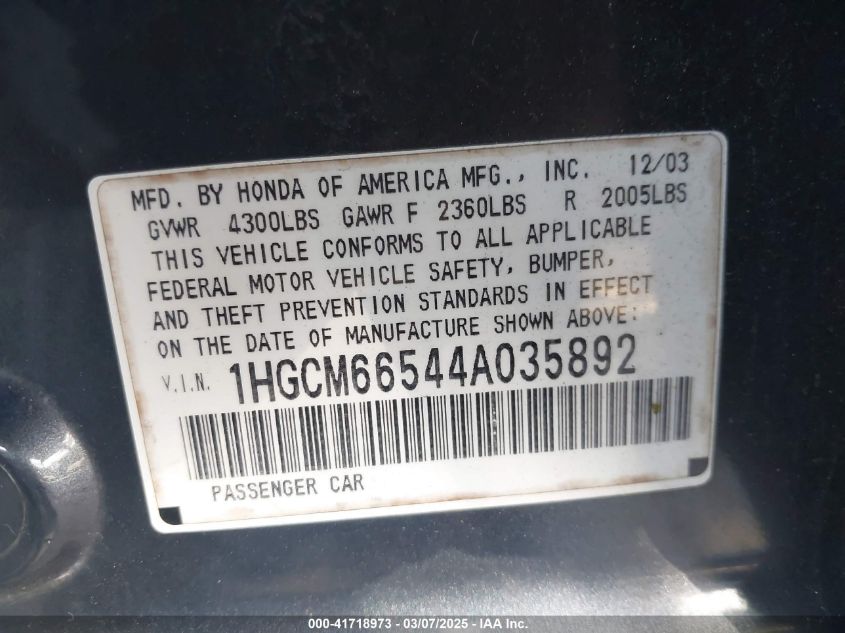 MFD. BY HONDA OF AMERICA MFG., INC. 12/03
GVWR 4300LBS GAWR F 2360LBS R 2005LBS
THIS VEHICLE CONFORMS TO ALL APPLICABLE
FEDERAL MOTOR VEHICLE SAFETY, BUMPER,
AND THEFT PREVENTION STANDARDS IN EFFECT
ON THE DATE OF MANUFACTURE SHOWN ABOVE:
V.I.N. 1HGCM66544A035892
PASSENGER CAR
000-41718973 - 03/07/2025 - IAA Inc.